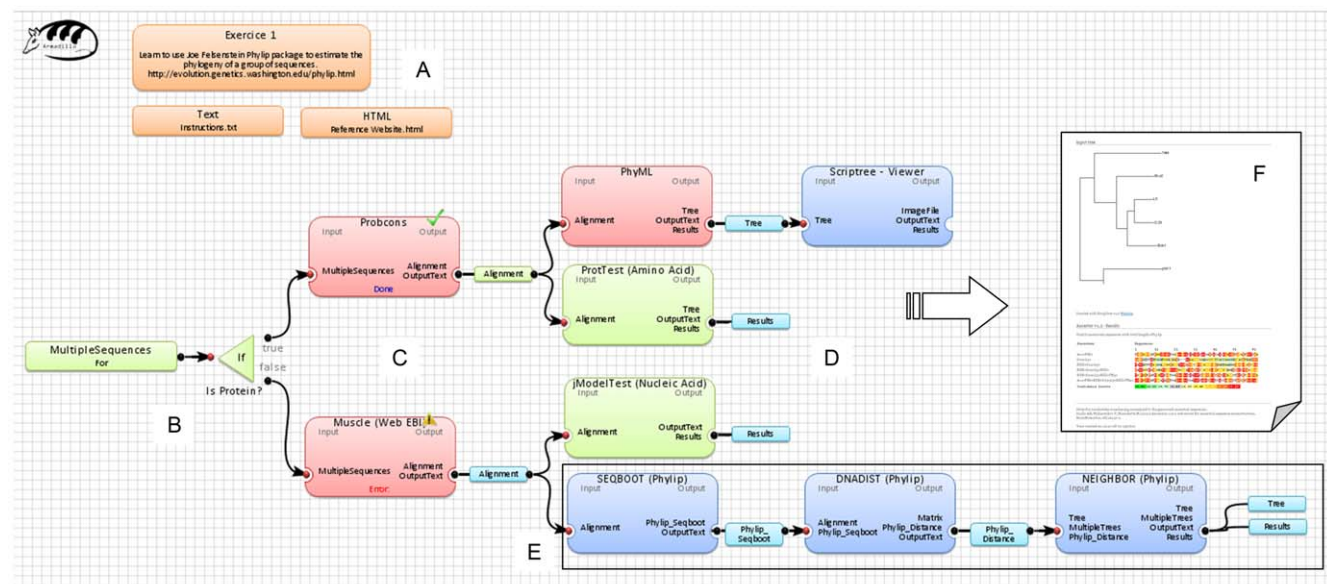 Armadillo
Exercice 1
Learn to use Joe Felsenstein Phylip package to estimate the
phylogeny of a group of sequences.
http://evolution.genetics.washington.edu/phylip.html
A
Text
Instructions.txt
HTML
Reference Website.html
MultipleSequences
For
If
true
false
Is Protein?
B
Probcons
Input
Output
MultipleSequences
Alignment
OutputText
Done
Alignment
C
Muscle (Web EBI)
Input
Output
MultipleSequences
Alignment
OutputText
Error
Alignment
PhyML
Input
Output
Alignment
Tree
OutputText
Results
Tree
Scriptree - Viewer
Input
Output
Tree
ImageFile
OutputText
Results
ProtTest (Amino Acid)
Input
Output
Alignment
Tree
OutputText
Results
Results
D
jModelTest (Nucleic Acid)
Input
Output
Alignment
OutputText
Results
Results
E
SEQBOOT (Phylip)
Input
Output
Alignment
Phylip_Seqboot
OutputText
Phylip_
Seqboot
DNADIST (Phylip)
Input
Output
Alignment
Phylip_Seqboot
Matrix
Phylip_Distance
OutputText
Phylip_
Distance
NEIGHBOR (Phylip)
Input
Output
Tree
MultipleTrees
Phylip_Distance
Tree
MultipleTrees
OutputText
Results
Tree
Results
F